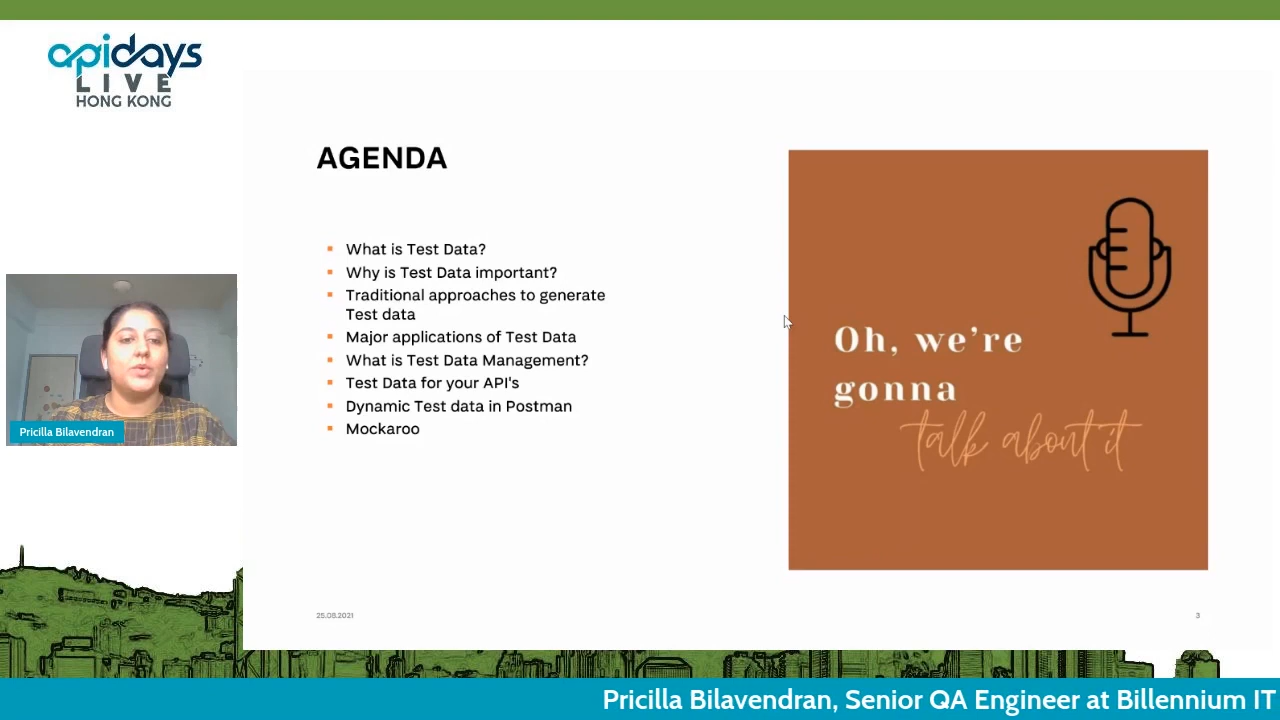 apidays
LIVE
HONG KONG
AGENDA
▪ What is Test Data?
▪ Why is Test Data important?
▪ Traditional approaches to generate
Test data
▪ Major applications of Test Data
▪ What is Test Data Management?
▪ Test Data for your API's
▪ Dynamic Test data in Postman
▪ Mockaroo
Oh, we're
gonna
talk about it
Pricilla Bilavendran
25.08.2021
3
Pricilla Bilavendran, Senior QA Engineer at Billennium IT